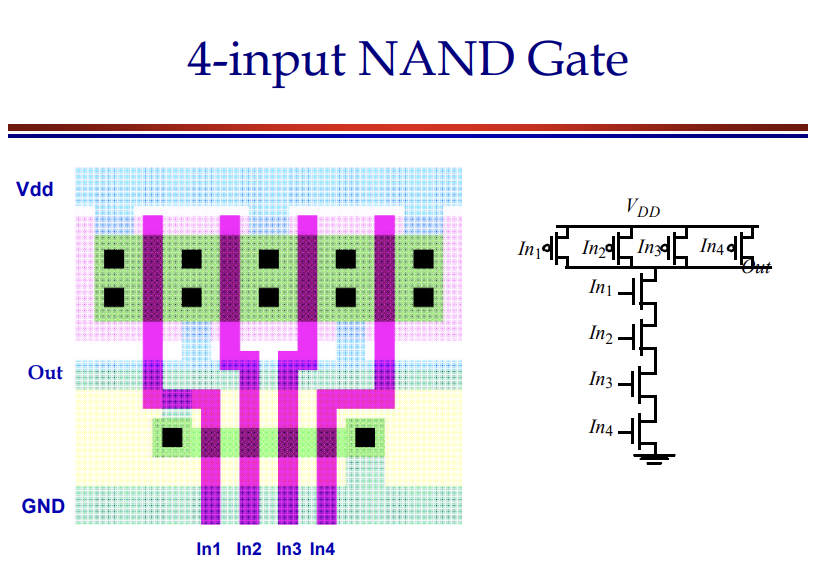 4-input NAND Gate
Vdd
Out
GND
In1 In2 In3 In4
VDD
In1 In2 In3 In4
Out
In1
In2
In3
In4